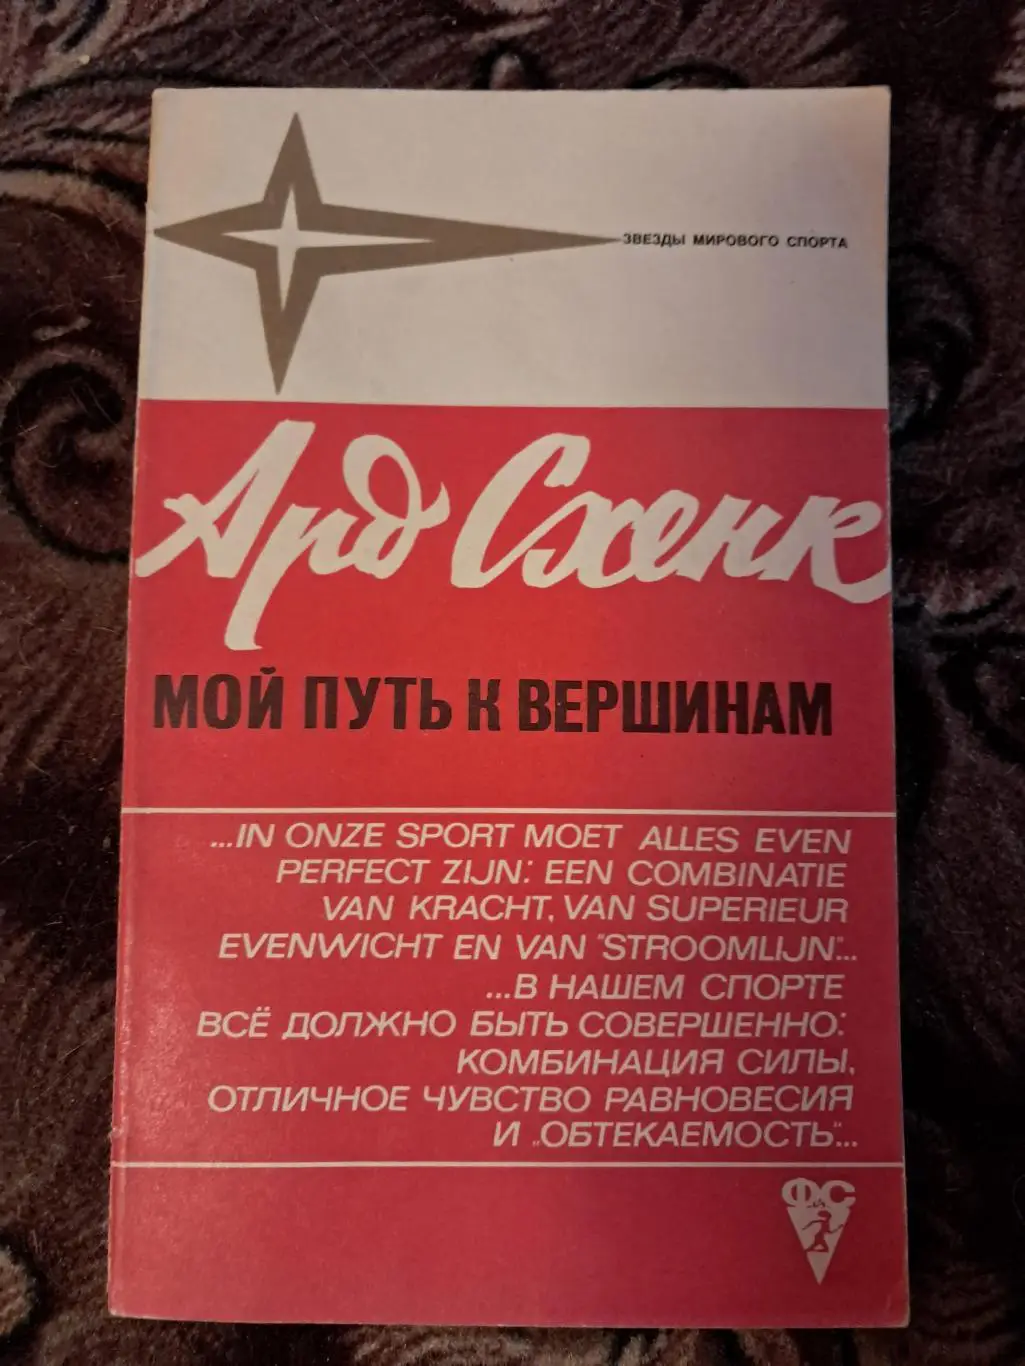 ЗВЕЗДЫ МИРОВОГО СПОРТА
Ард Схенк
МОЙ ПУТЬ К ВЕРШИНАМ
...IN ONZE SPORT MOET ALLES EVEN
PERFECT ZIJN: EEN COMBINATIE
VAN KRACHT, VAN SUPERIEUR
EVENWICHT EN VAN "STROOMLIJN"...
...В НАШЕМ СПОРТЕ
ВСЁ ДОЛЖНО БЫТЬ СОВЕРШЕННО:
КОМБИНАЦИЯ СИЛЫ,
ОТЛИЧНОЕ ЧУВСТВО РАВНОВЕСИЯ
И „ОБТЕКАЕМОСТЬ"...
ФиС